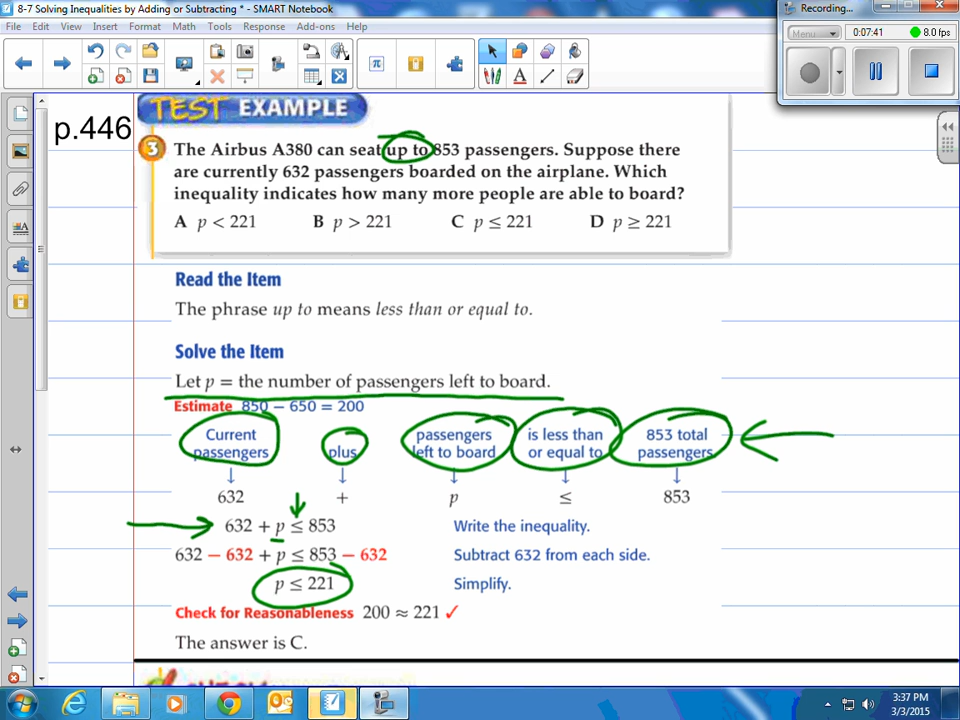 8-7 Solving Inequalities by Adding or Subtracting * - SMART Notebook
Recording...
File Edit View Insert Format Math Tools Response Add-ons Help
Menu
0:07:41
8.0 fps
p.446
TEST EXAMPLE
3 The Airbus A380 can seat up to 853 passengers. Suppose there
are currently 632 passengers boarded on the airplane. Which
inequality indicates how many more people are able to board?
A p < 221 B p > 221 C p ≤ 221 D p ≥ 221
Read the Item
The phrase up to means less than or equal to.
Solve the Item
Let p = the number of passengers left to board.
Estimate 850 − 650 = 200
Current plus passengers is less than 853 total
passengers left to board or equal to passengers
632 + p ≤ 853
632 + p ≤ 853 Write the inequality.
632 − 632 + p ≤ 853 − 632 Subtract 632 from each side.
p ≤ 221 Simplify.
Check for Reasonableness 200 ≈ 221 ✓
The answer is C.
3:37 PM
3/3/2015